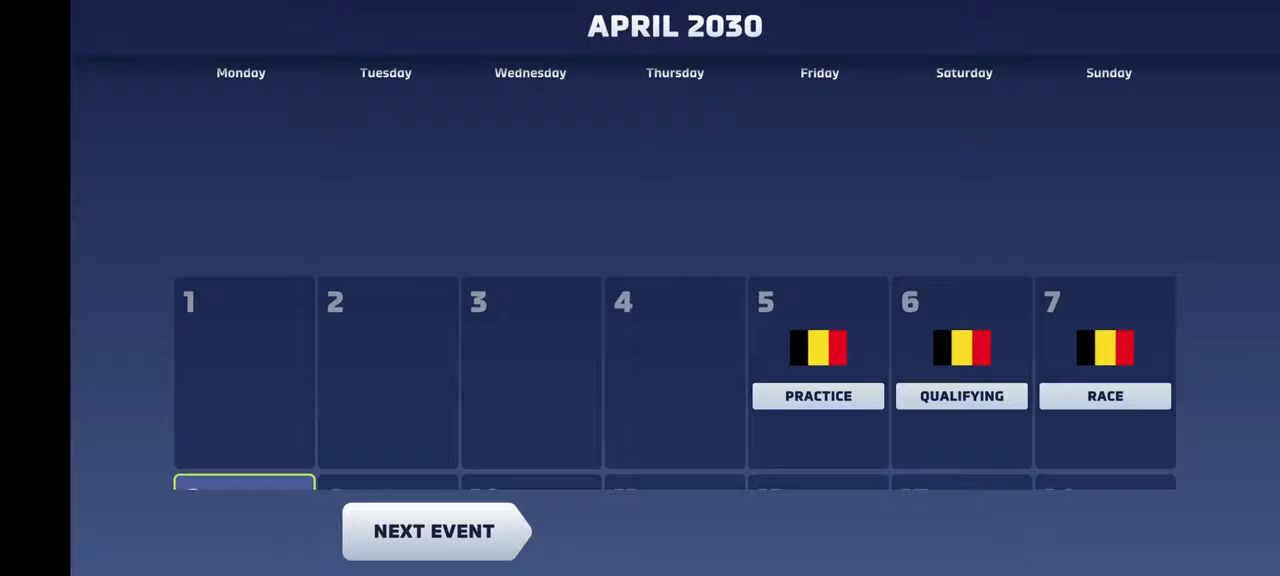 APRIL 2030
Monday Tuesday Wednesday Thursday Friday Saturday Sunday
1 2 3 4 5 6 7
PRACTICE QUALIFYING RACE
NEXT EVENT